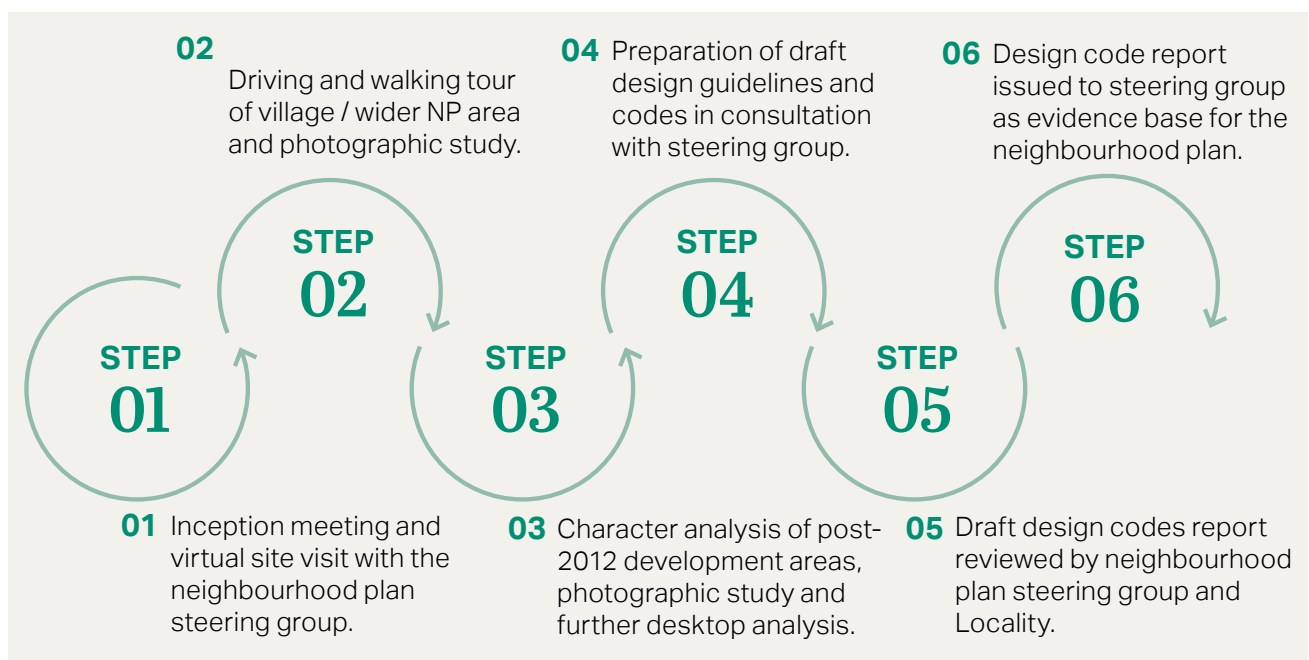 02
Driving and walking tour
of village / wider NP area
and photographic study.
04 Preparation of draft
design guidelines and
codes in consultation
with steering group.
06 Design code report
issued to steering group
as evidence base for the
neighbourhood plan.
STEP
01
STEP
02
STEP
03
STEP
04
STEP
05
STEP
06
01 Inception meeting and
virtual site visit with the
neighbourhood plan
steering group.
03 Character analysis of post-
2012 development areas,
photographic study and
further desktop analysis.
05 Draft design codes report
reviewed by neighbourhood
plan steering group and
Locality.